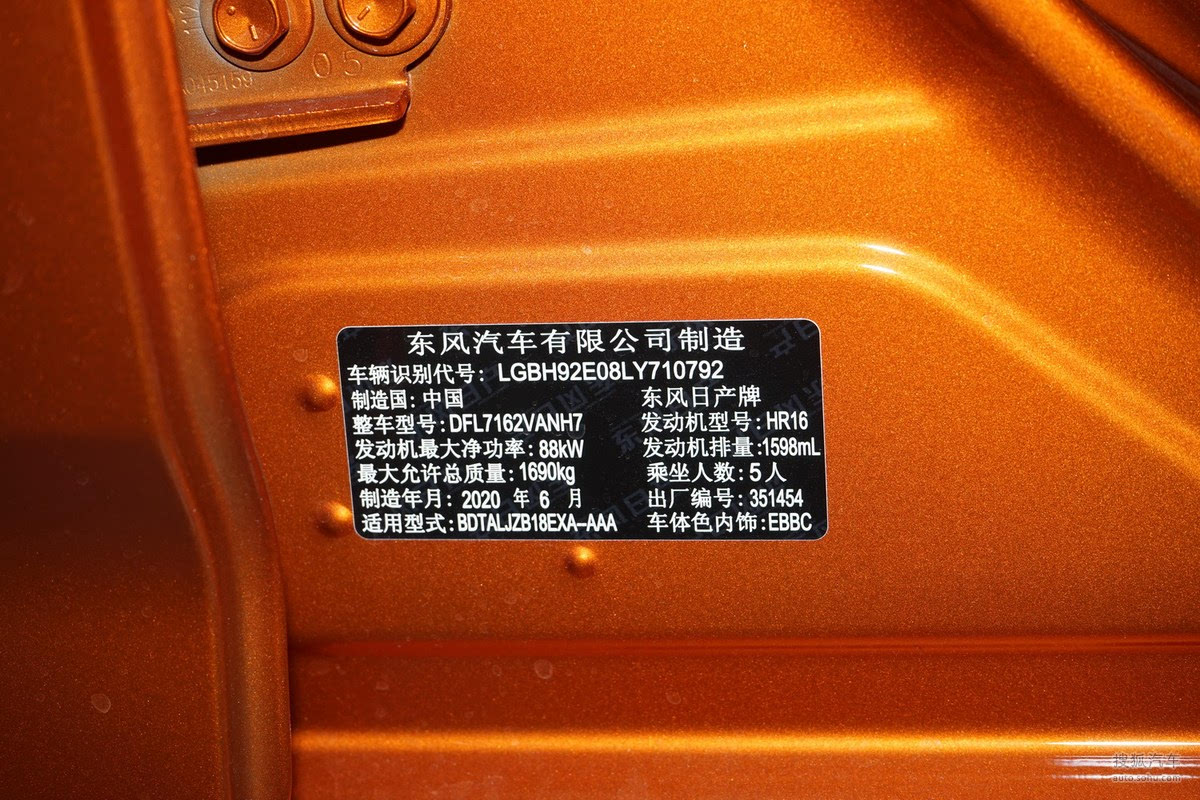 045159
05
东风汽车有限公司制造
车辆识别代号: LGBH92E08LY710792
制造国: 中国 东风日产牌
整车型号: DFL7162VANH7 发动机型号: HR16
发动机最大净功率: 88kW 发动机排量: 1598mL
最大允许总质量: 1690kg 乘坐人数: 5人
制造年月: 2020 年 6 月 出厂编号: 351454
适用型式: BDTALJZB18EXA-AAA 车体色内饰: EBBC
搜狐汽车
auto.sohu.com